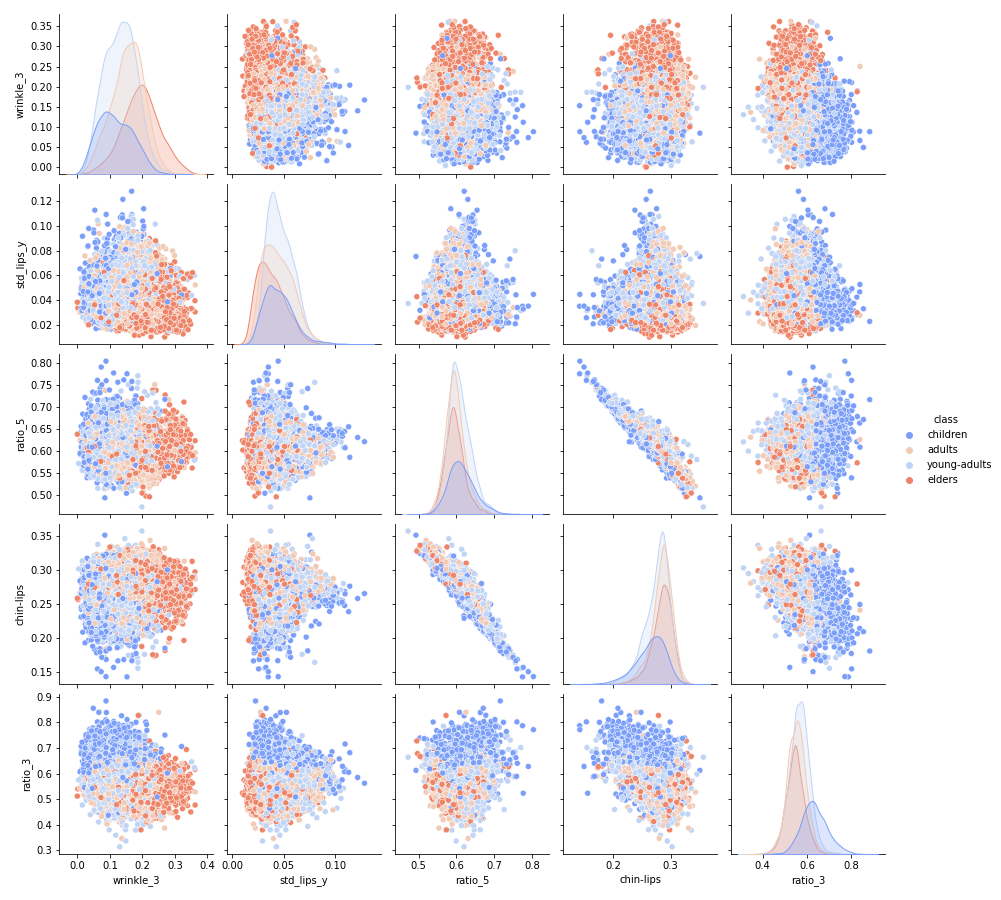 0.35
0.30
0.25
0.20
0.15
0.10
0.05
0.00
wrinkle_3
0.12
0.10
0.08
0.06
0.04
0.02
std_lips_y
0.80
0.75
0.70
0.65
0.60
0.55
0.50
ratio_5
class
children
adults
young-adults
elders
0.35
0.30
0.25
0.20
0.15
chin-lips
0.9
0.8
0.7
0.6
0.5
0.4
0.3
ratio_3
0.0 0.1 0.2 0.3 0.4
wrinkle_3
0.00 0.05 0.10
std_lips_y
0.5 0.6 0.7 0.8
ratio_5
0.2 0.3
chin-lips
0.4 0.6 0.8
ratio_3